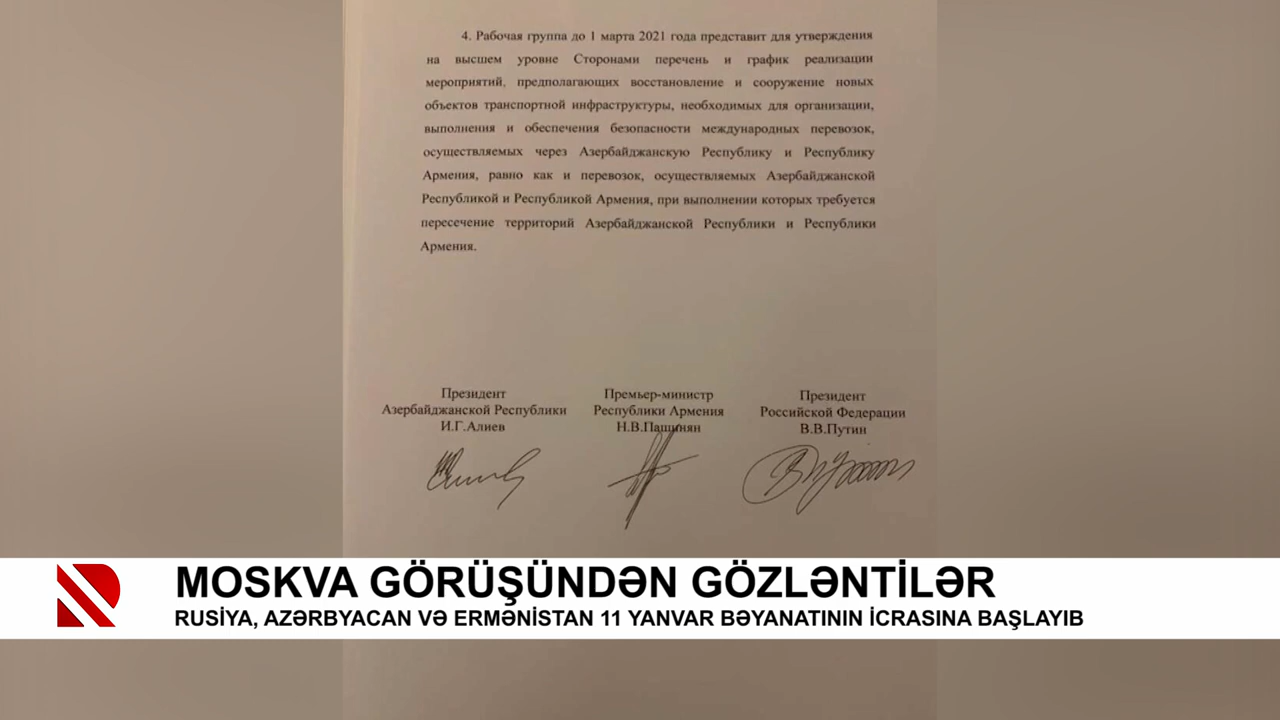 4. Рабочая группа до 1 марта 2021 года представит для утверждения
на высшем уровне Сторонами перечень и график реализации
мероприятий, предполагающих восстановление и сооружение новых
объектов транспортной инфраструктуры, необходимых для организации,
выполнения и обеспечения безопасности международных перевозок,
осуществляемых через Азербайджанскую Республику и Республику
Армения, равно как и перевозок, осуществляемых Азербайджанской
Республикой и Республикой Армения, при выполнении которых требуется
пересечение территорий Азербайджанской Республики и Республики
Армения.
Президент
Азербайджанской Республики
И.Г.Алиев
Премьер-министр
Республики Армения
Н.В.Пашинян
Президент
Российской Федерации
В.В.Путин
MOSKVA GÖRÜŞÜNDƏN GÖZLƏNTİLƏR
RUSİYA, AZƏRBYACAN VƏ ERMƏNİSTAN 11 YANVAR BƏYANATININ İCRASINA BAŞLAYIB